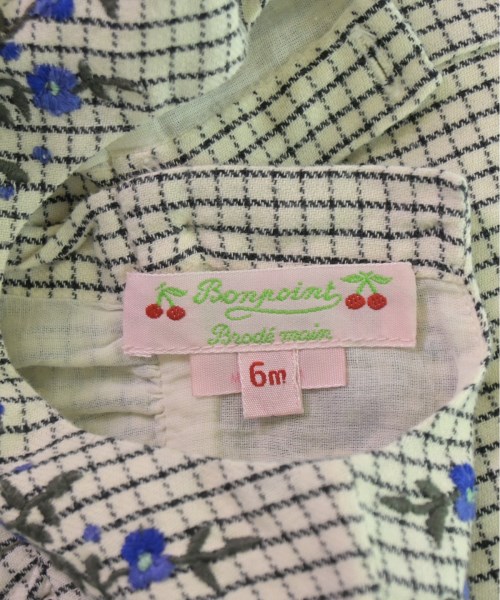 Bonpoint
Brodé main
6m